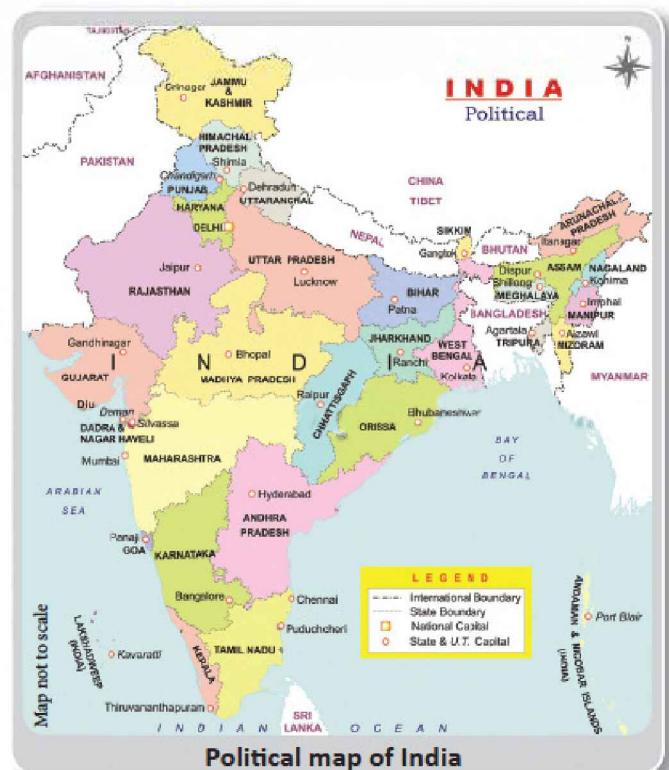 TAJIKISTAN
AFGHANISTAN
JAMMU
&
KASHMIR
Srinagar
N
INDIA
Political
HIMACHAL
PRADESH
Shimla
PAKISTAN
Chandigarh
PUNJAB
Dehradun
UTTARANCHAL
HARYANA
DELHI
CHINA
TIBET
ARUNACHAL
PRADESH
Itanagar
SIKKIM
NEPAL
Gangtok
BHUTAN
UTTAR PRADESH
Lucknow
Jaipur
RAJASTHAN
Dispur
ASSAM
NAGALAND
Shillong
Kohima
MEGHALAYA
BIHAR
Patna
Imphal
MANIPUR
BANGLADESH
Gandhinagar
JHARKHAND
WEST
BENGAL
Agartala
Aizawl
TRIPURA
MIZORAM
I N D I A
Bhopal
Ranchi
GUJARAT
MADHYA PRADESH
Kolkata
MYANMAR
Diu
Raipur
CHHATTISGARH
Daman
Silvassa
DADRA &
NAGAR HAVELI
ORISSA
Bhubaneshwar
Mumbai
MAHARASHTRA
BAY
OF
BENGAL
ARABIAN
SEA
Hyderabad
ANDHRA
PRADESH
Panaji
GOA
KARNATAKA
LEGEND
International Boundary
State Boundary
National Capital
State & U.T. Capital
Bangalore
Chennai
Puducheri
Port Blair
ANDAMAN & NICOBAR ISLANDS
(INDIA)
LAKSHADWEEP
(INDIA)
Kavaratti
KERALA
TAMIL NADU
Thiruvananthapuram
SRI
LANKA
INDIAN OCEAN
Map not to scale
Political map of India